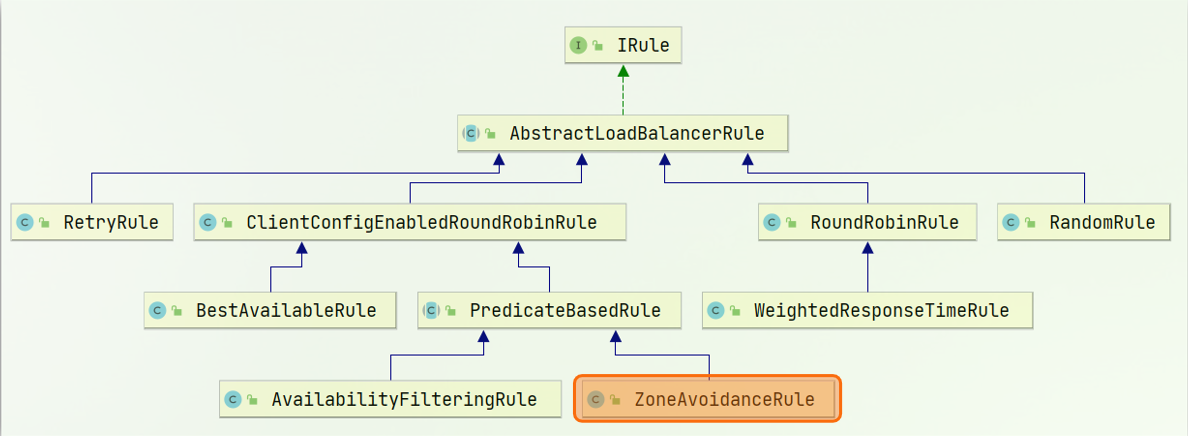 I IRule
C AbstractLoadBalancerRule
C RetryRule
C ClientConfigEnabledRoundRobinRule
C RoundRobinRule
C RandomRule
C BestAvailableRule
C PredicateBasedRule
C WeightedResponseTimeRule
C AvailabilityFilteringRule
C ZoneAvoidanceRule